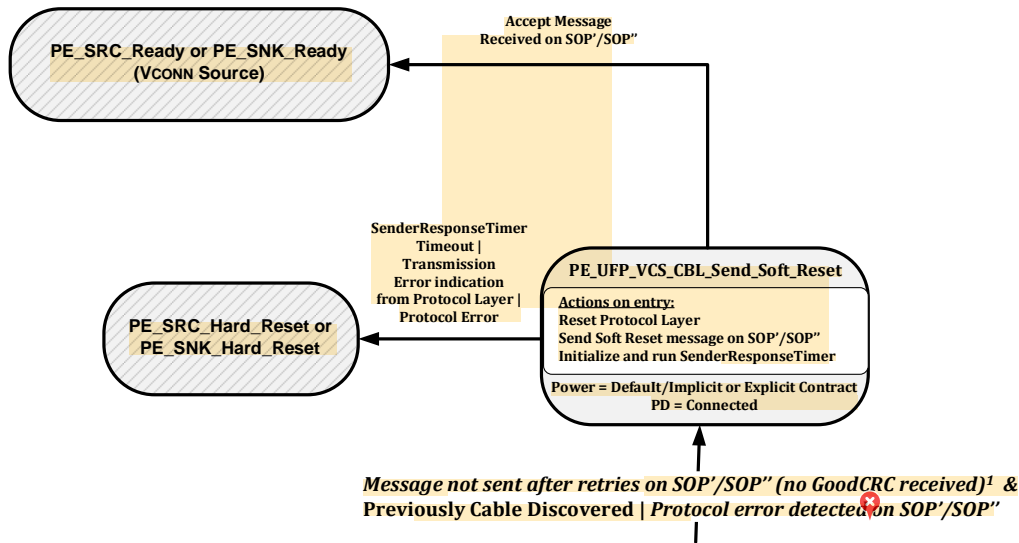 Accept Message
Received on SOP’/SOP’’
PE_SRC_Ready or PE_SNK_Ready
(VCONN Source)
SenderResponseTimer
Timeout |
Transmission
Error indication
from Protocol Layer |
Protocol Error
PE_SRC_Hard_Reset or
PE_SNK_Hard_Reset
PE_UFP_VCS_CBL_Send_Soft_Reset
Actions on entry:
Reset Protocol Layer
Send Soft Reset message on SOP’/SOP’’
Initialize and run SenderResponseTimer
Power = Default/Implicit or Explicit Contract
PD = Connected
Message not sent after retries on SOP’/SOP’’ (no GoodCRC received)¹ &
Previously Cable Discovered | Protocol error detected on SOP’/SOP’’